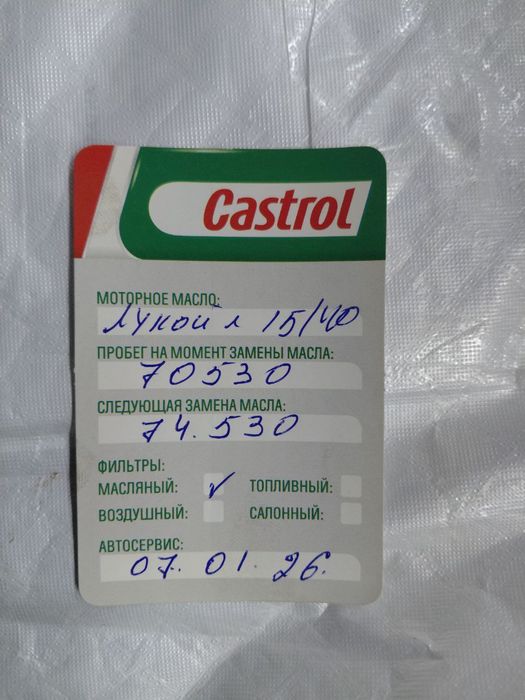 Castrol
МОТОРНОЕ МАСЛО:
Лукойл 15/40
ПРОБЕГ НА МОМЕНТ ЗАМЕНЫ МАСЛА:
70530
СЛЕДУЮЩАЯ ЗАМЕНА МАСЛА:
74.530
ФИЛЬТРЫ:
МАСЛЯНЫЙ: ✓ ТОПЛИВНЫЙ:
ВОЗДУШНЫЙ: САЛОННЫЙ:
АВТОСЕРВИС:
07. 01. 26.